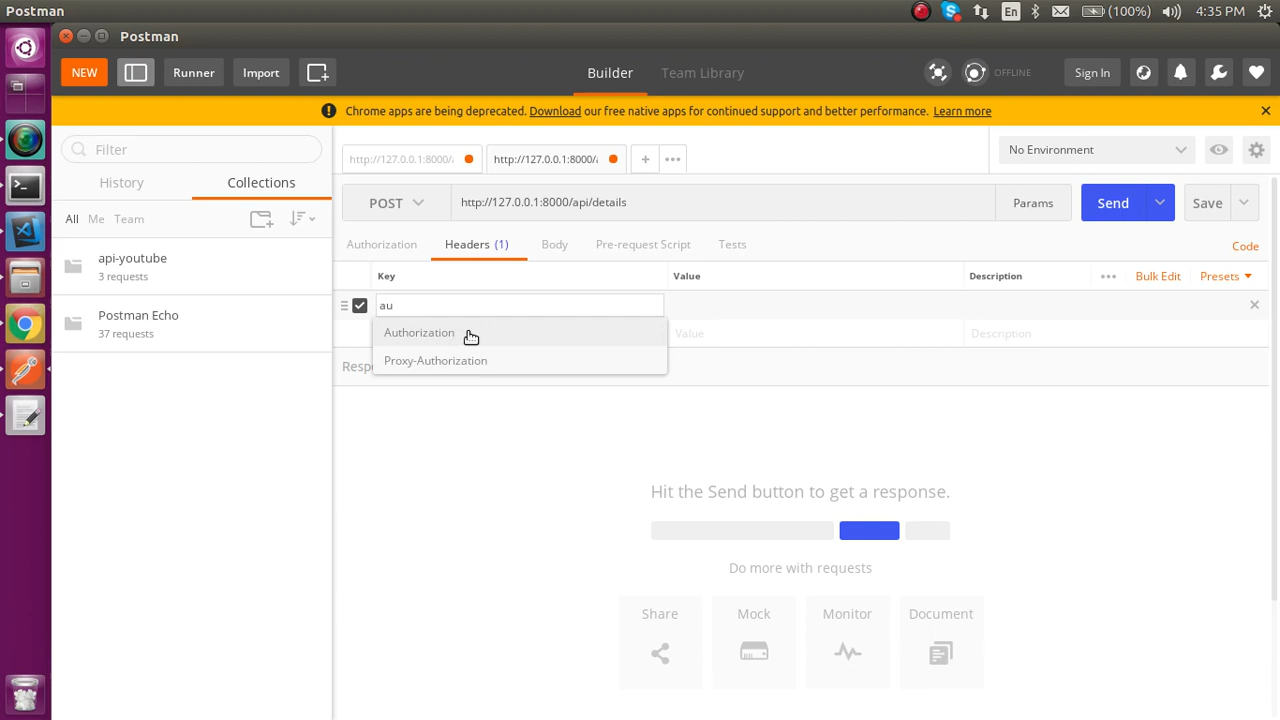 Postman
En
(100%)
4:35 PM
Postman
NEW
Runner
Import
Builder
Team Library
OFFLINE
Sign In
Chrome apps are being deprecated. Download our free native apps for continued support and better performance. Learn more
Filter
History
Collections
All
Me
Team
api-youtube
3 requests
Postman Echo
37 requests
http://127.0.0.1:8000/
http://127.0.0.1:8000/
No Environment
POST
http://127.0.0.1:8000/api/details
Params
Send
Save
Authorization
Headers (1)
Body
Pre-request Script
Tests
Code
Key
Value
Description
Bulk Edit
Presets
au
Authorization
Proxy-Authorization
Value
Description
Resp
Hit the Send button to get a response.
Do more with requests
Share
Mock
Monitor
Document